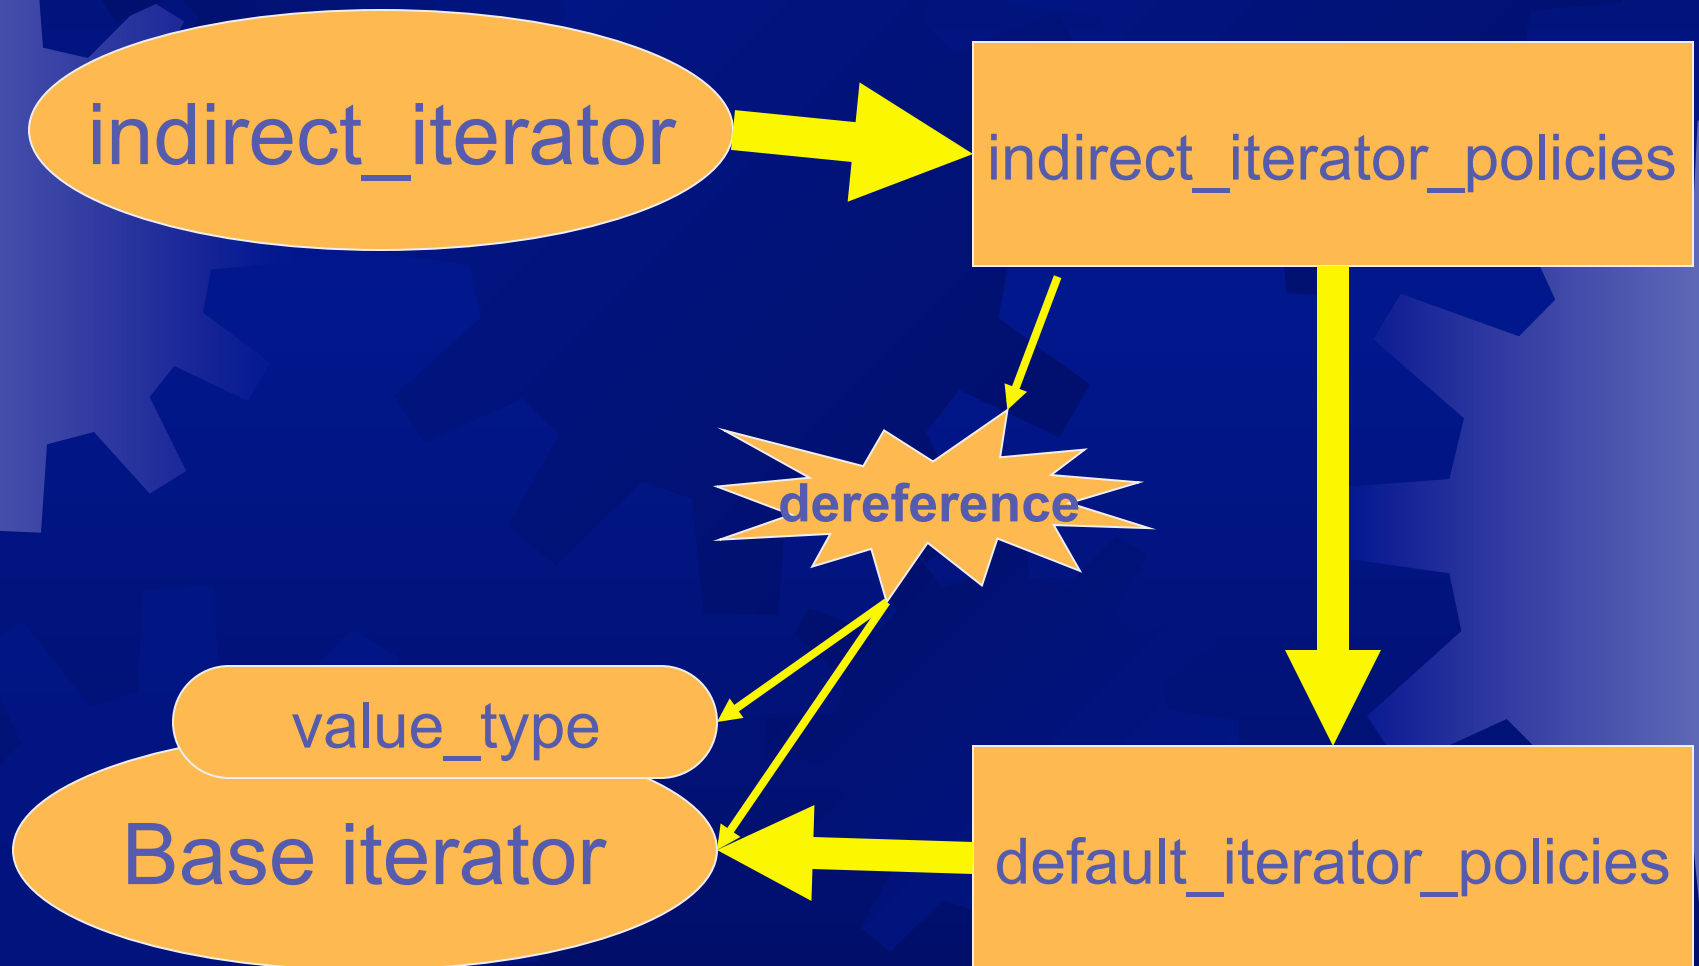 indirect_iterator
indirect_iterator_policies
dereference
value_type
Base iterator
default_iterator_policies